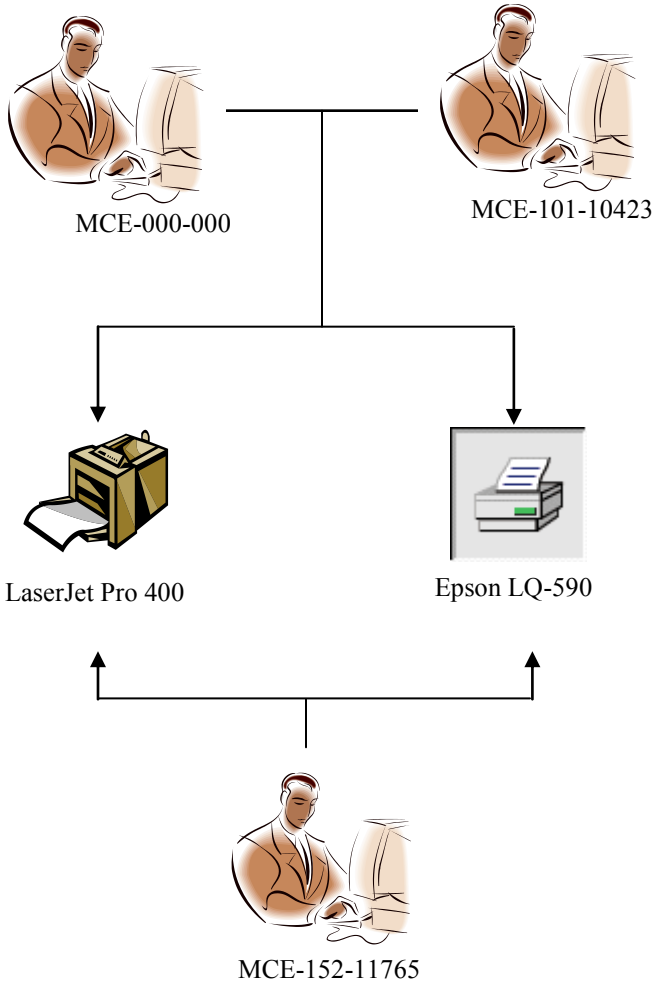 MCE-000-000
MCE-101-10423
LaserJet Pro 400
Epson LQ-590
MCE-152-11765